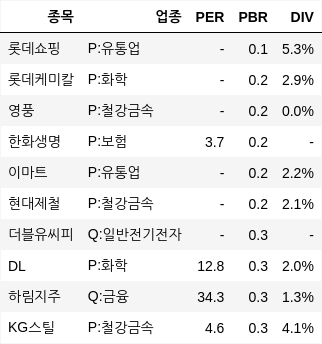 종목 업종 PER PBR DIV
롯데쇼핑 P:유통업 - 0.1 5.3%
롯데케미칼 P:화학 - 0.2 2.9%
영풍 P:철강금속 - 0.2 0.0%
한화생명 P:보험 3.7 0.2 -
이마트 P:유통업 - 0.2 2.2%
현대제철 P:철강금속 - 0.2 2.1%
더블유씨피 Q:일반전기전자 - 0.3 -
DL P:화학 12.8 0.3 2.0%
하림지주 Q:금융 34.3 0.3 1.3%
KG스틸 P:철강금속 4.6 0.3 4.1%